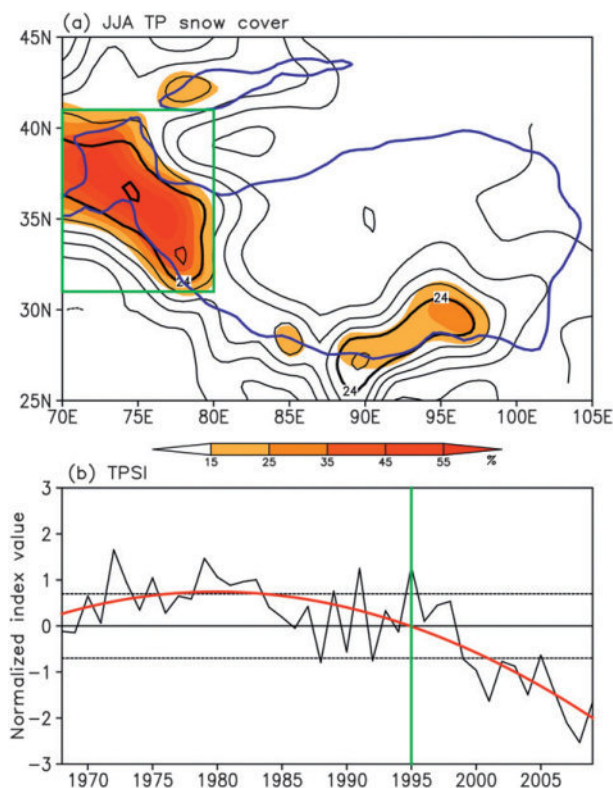 (a) JJA TP snow cover
45N
40N
35N
30N
25N
24
24
24
70E 75E 80E 85E 90E 95E 100E 105E
15 25 35 45 55 %
(b) TPSI
Normalized index value
3
2
1
0
-1
-2
-3
1970 1975 1980 1985 1990 1995 2000 2005